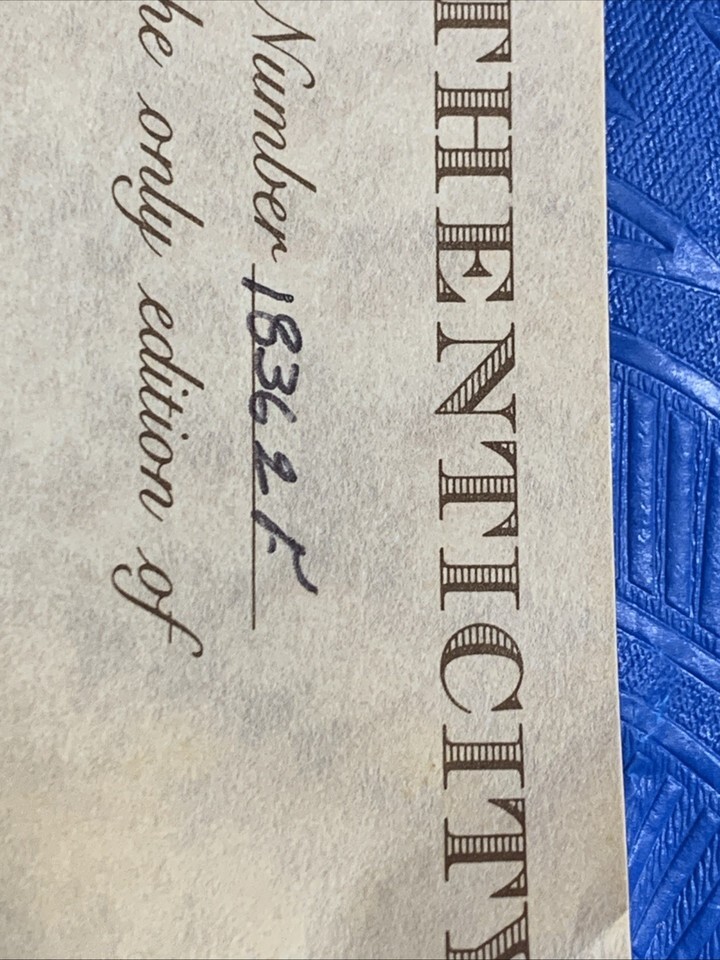 THENTICITY
Number 18362 F
he only edition of